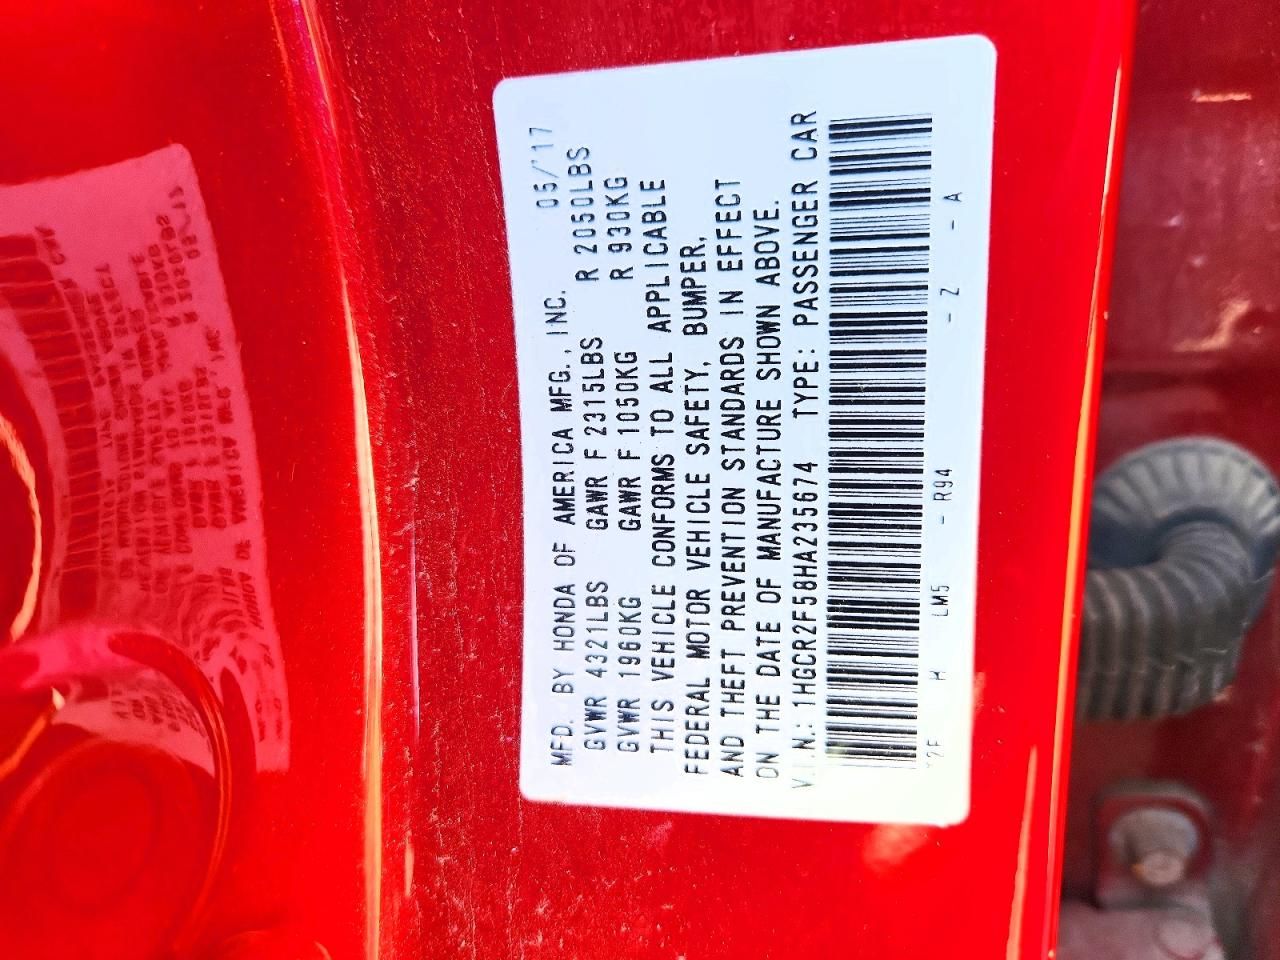 MFD. BY HONDA OF AMERICA MFG., INC. 05/'17
GVWR 4321LBS GAWR F 2315LBS R 2050LBS
GVWR 1960KG GAWR F 1050KG R 930KG
THIS VEHICLE CONFORMS TO ALL APPLICABLE
FEDERAL MOTOR VEHICLE SAFETY, BUMPER,
AND THEFT PREVENTION STANDARDS IN EFFECT
ON THE DATE OF MANUFACTURE SHOWN ABOVE.
V.I.N.: 1HGCR2F58HA235674 TYPE: PASSENGER CAR
LM5 - R94 - Z - A